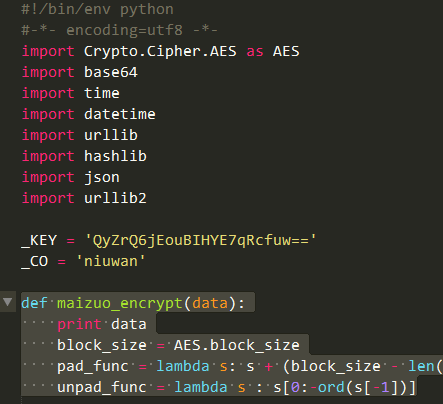 #!/bin/env python
#-*- encoding=utf8 -*-
import Crypto.Cipher.AES as AES
import base64
import time
import datetime
import urllib
import hashlib
import json
import urllib2
_KEY = 'QyZrQ6jEouBIHYE7qRcfuw=='
_CO = 'niuwan'
def maizuo_encrypt(data):
print data
block_size = AES.block_size
pad_func = lambda s: s + (block_size - len(
unpad_func = lambda s : s[0:-ord(s[-1])]